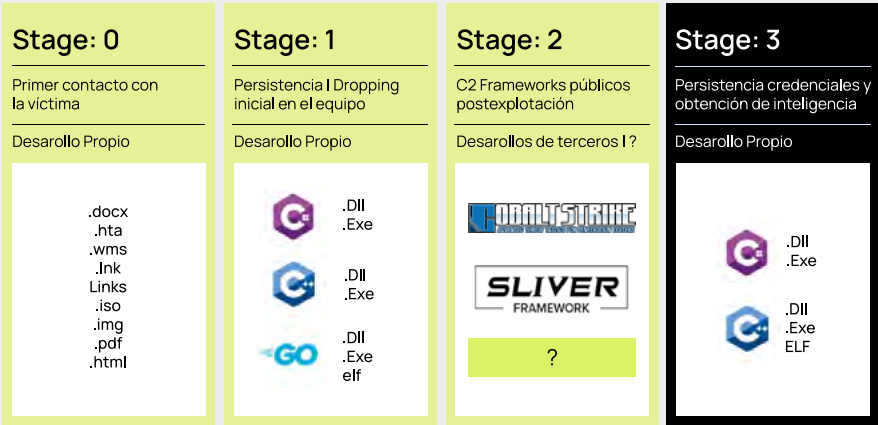 Stage: 0
Primer contacto con
la víctima
Desarollo Propio
.docx
.hta
.wms
.lnk
Links
.iso
.img
.pdf
.html
Stage: 1
Persistencia | Dropping
inicial en el equipo
Desarollo Propio
C#
.Dll
.Exe
C++
.Dll
.Exe
GO
.Dll
.Exe
elf
Stage: 2
C2 Frameworks públicos
postexplotación
Desarollos de terceros | ?
COBALTSTRIKE
SLIVER
FRAMEWORK
?
Stage: 3
Persistencia credenciales y
obtención de inteligencia
Desarollo Propio
C#
.Dll
.Exe
C++
.Dll
.Exe
ELF